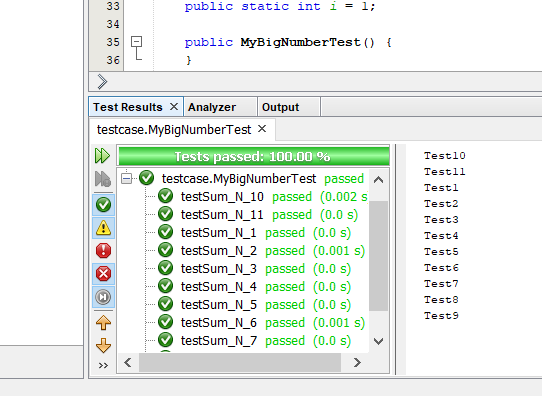 33 public static int i = 1;
34
35 public MyBigNumberTest() {
36 }
Test Results Analyzer Output
testcase.MyBigNumberTest
Tests passed: 100.00 %
testcase.MyBigNumberTest passed
testSum_N_10 passed (0.002 s
testSum_N_11 passed (0.0 s)
testSum_N_1 passed (0.0 s)
testSum_N_2 passed (0.001 s)
testSum_N_3 passed (0.0 s)
testSum_N_4 passed (0.0 s)
testSum_N_5 passed (0.0 s)
testSum_N_6 passed (0.001 s)
testSum_N_7 passed (0.0 s)
Test10
Test11
Test1
Test2
Test3
Test4
Test5
Test6
Test7
Test8
Test9